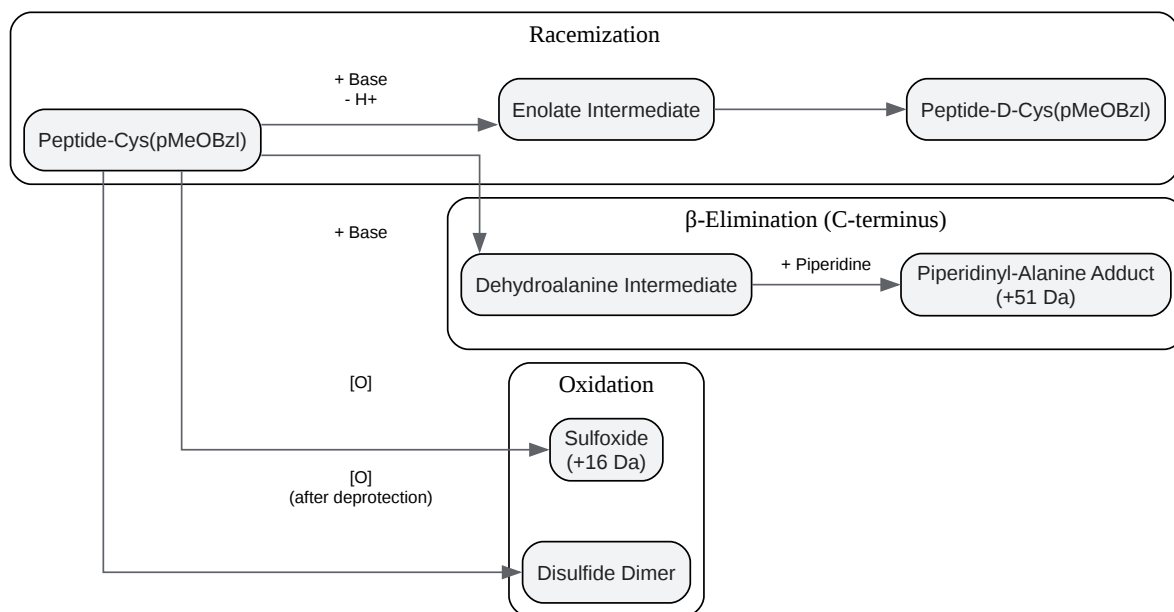 Racemization
+ Base
- H+
Enolate Intermediate
Peptide-D-Cys(pMeOBzl)
Peptide-Cys(pMeOBzl)
β-Elimination (C-terminus)
+ Base
Dehydroalanine Intermediate
+ Piperidine
Piperidinyl-Alanine Adduct
(+51 Da)
Oxidation
[O]
Sulfoxide
(+16 Da)
[O]
(after deprotection)
Disulfide Dimer